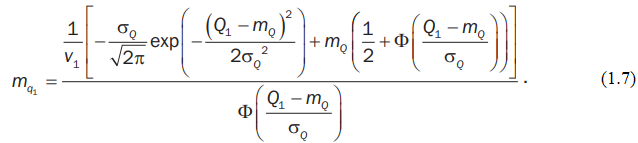 m_{q_1} = \frac{\frac{1}{v_1}\left[-\frac{\sigma_Q}{\sqrt{2\pi}}\exp\left(-\frac{(Q_1-m_Q)^2}{2\sigma_Q^2}\right)+m_Q\left(\frac{1}{2}+\Phi\left(\frac{Q_1-m_Q}{\sigma_Q}\right)\right)\right]}{\Phi\left(\frac{Q_1-m_Q}{\sigma_Q}\right)}. (1.7)